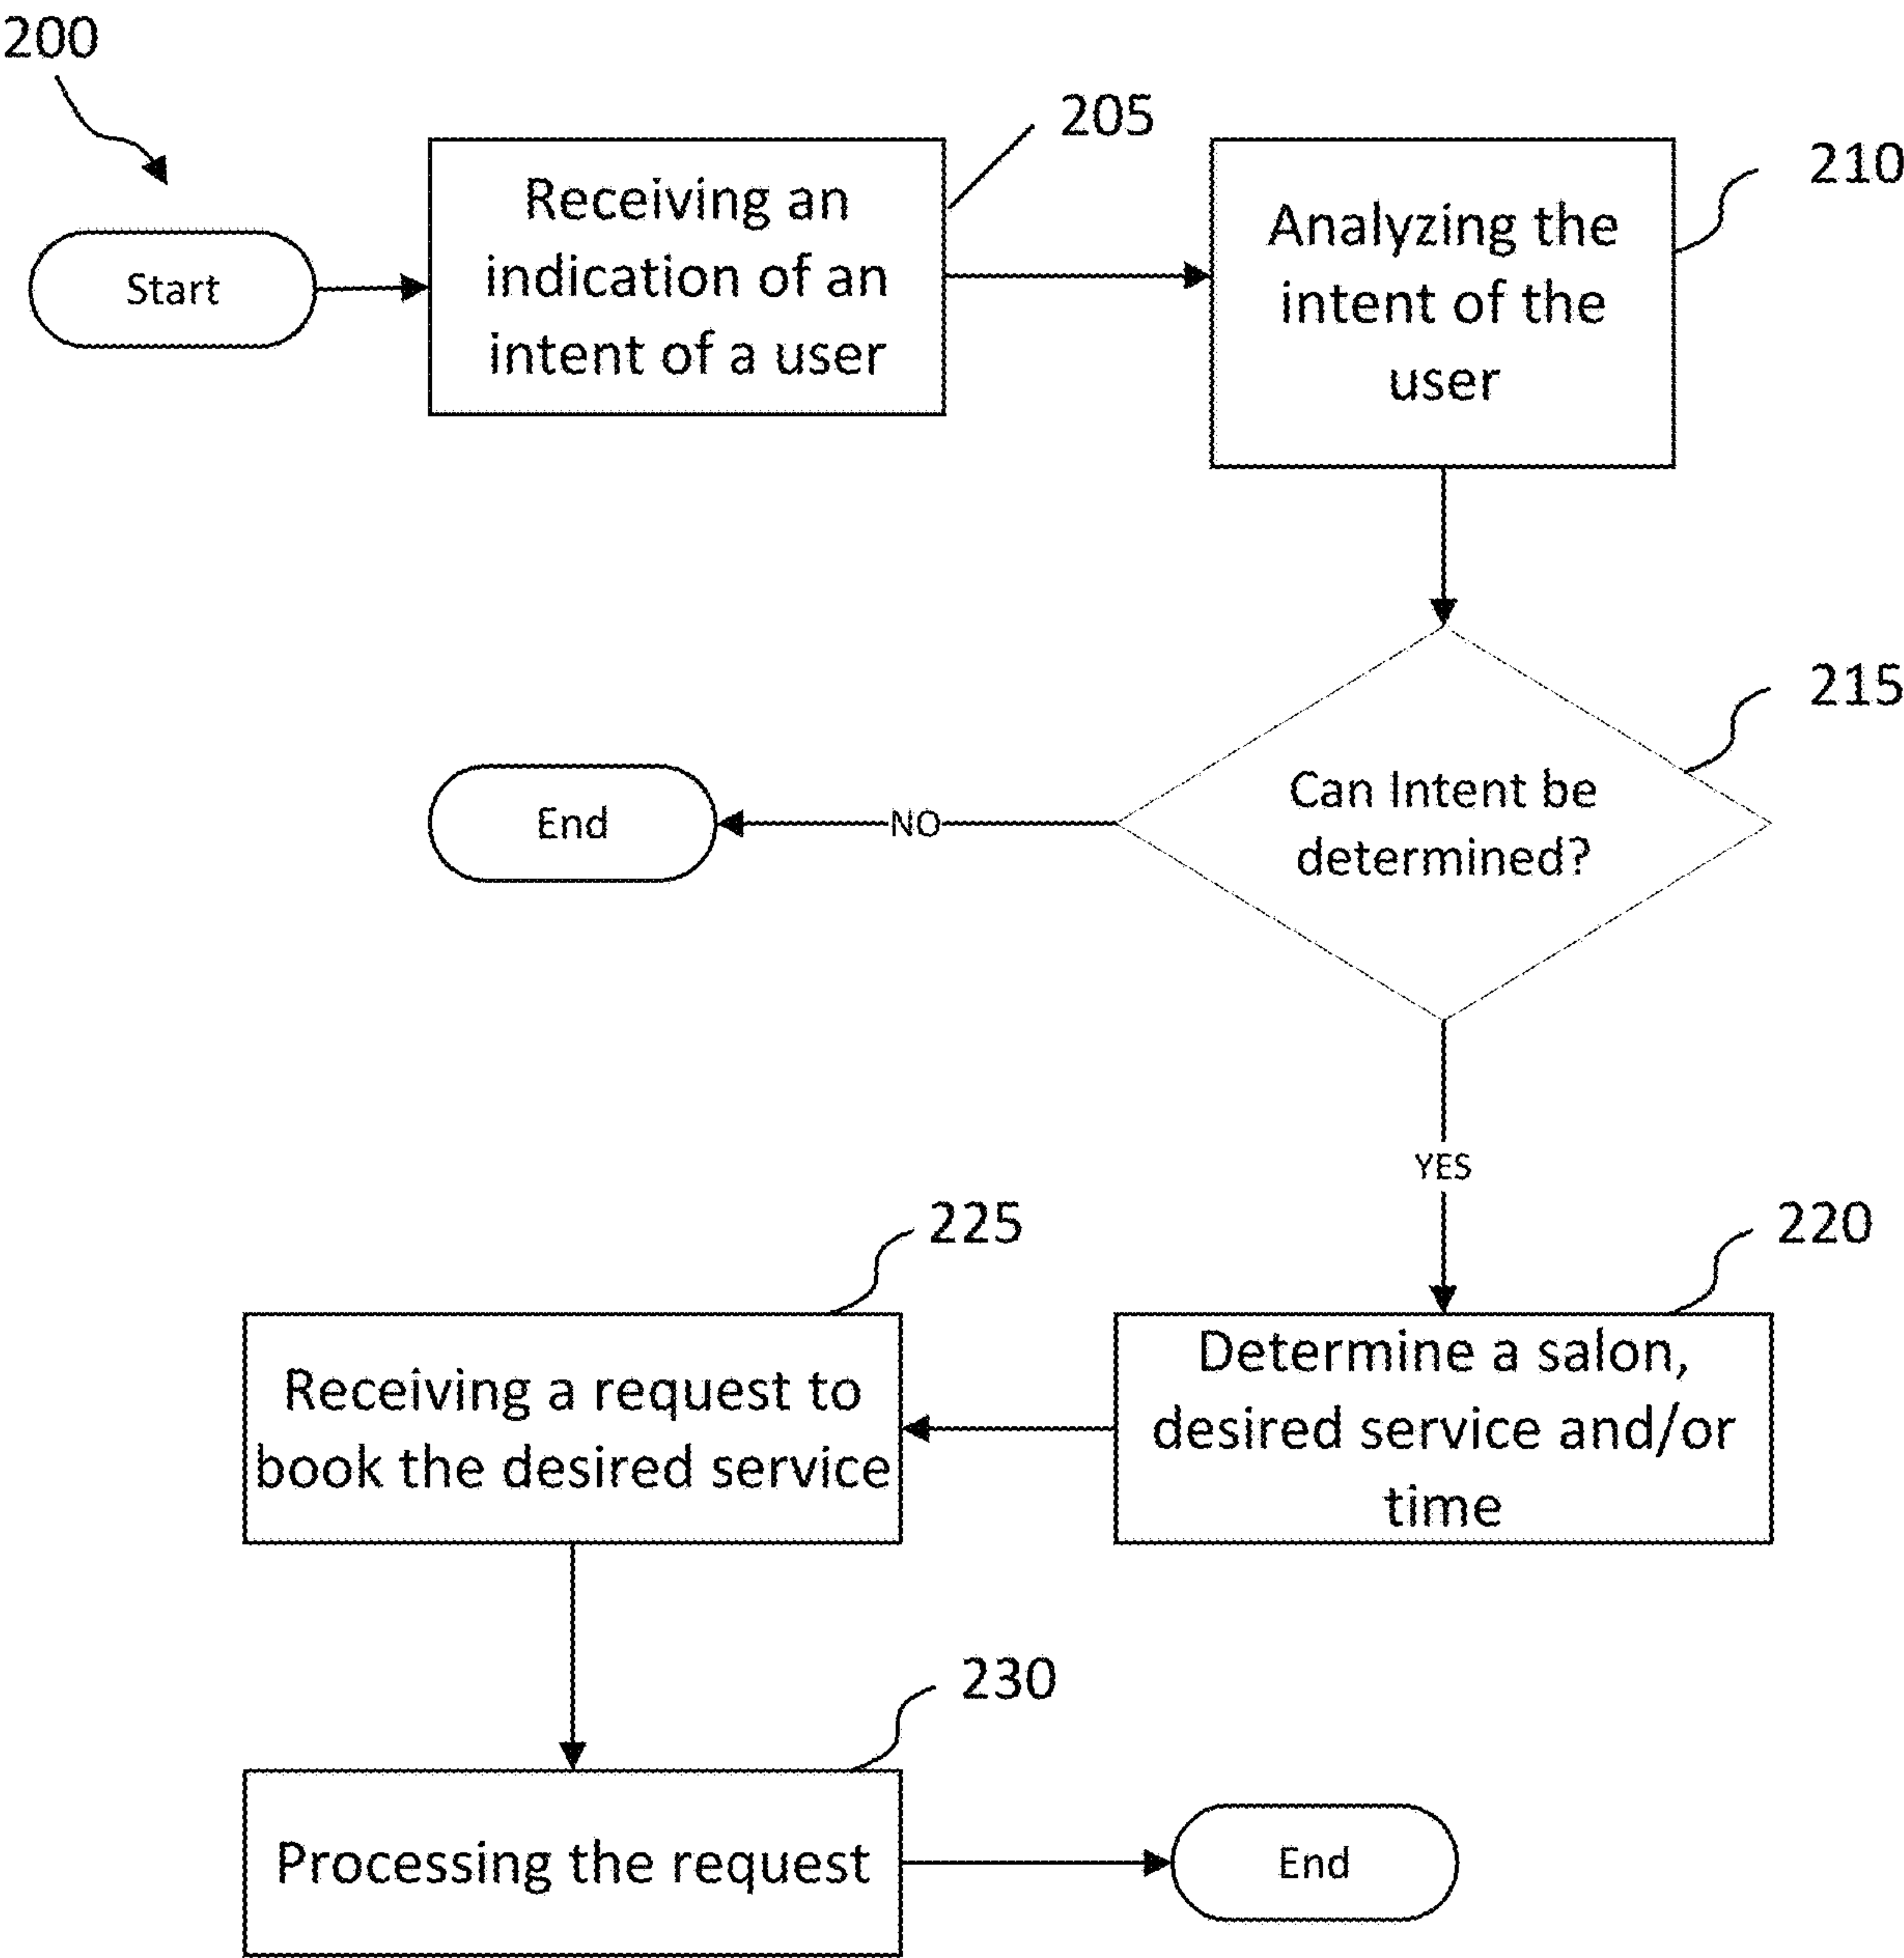 200
205
210
Start
Receiving an
indication of an
intent of a user
Analyzing the
intent of the
user
215
Can Intent be
determined?
NO
End
YES
220
225
Determine a salon,
desired service and/or
time
Receiving a request to
book the desired service
230
Processing the request
End